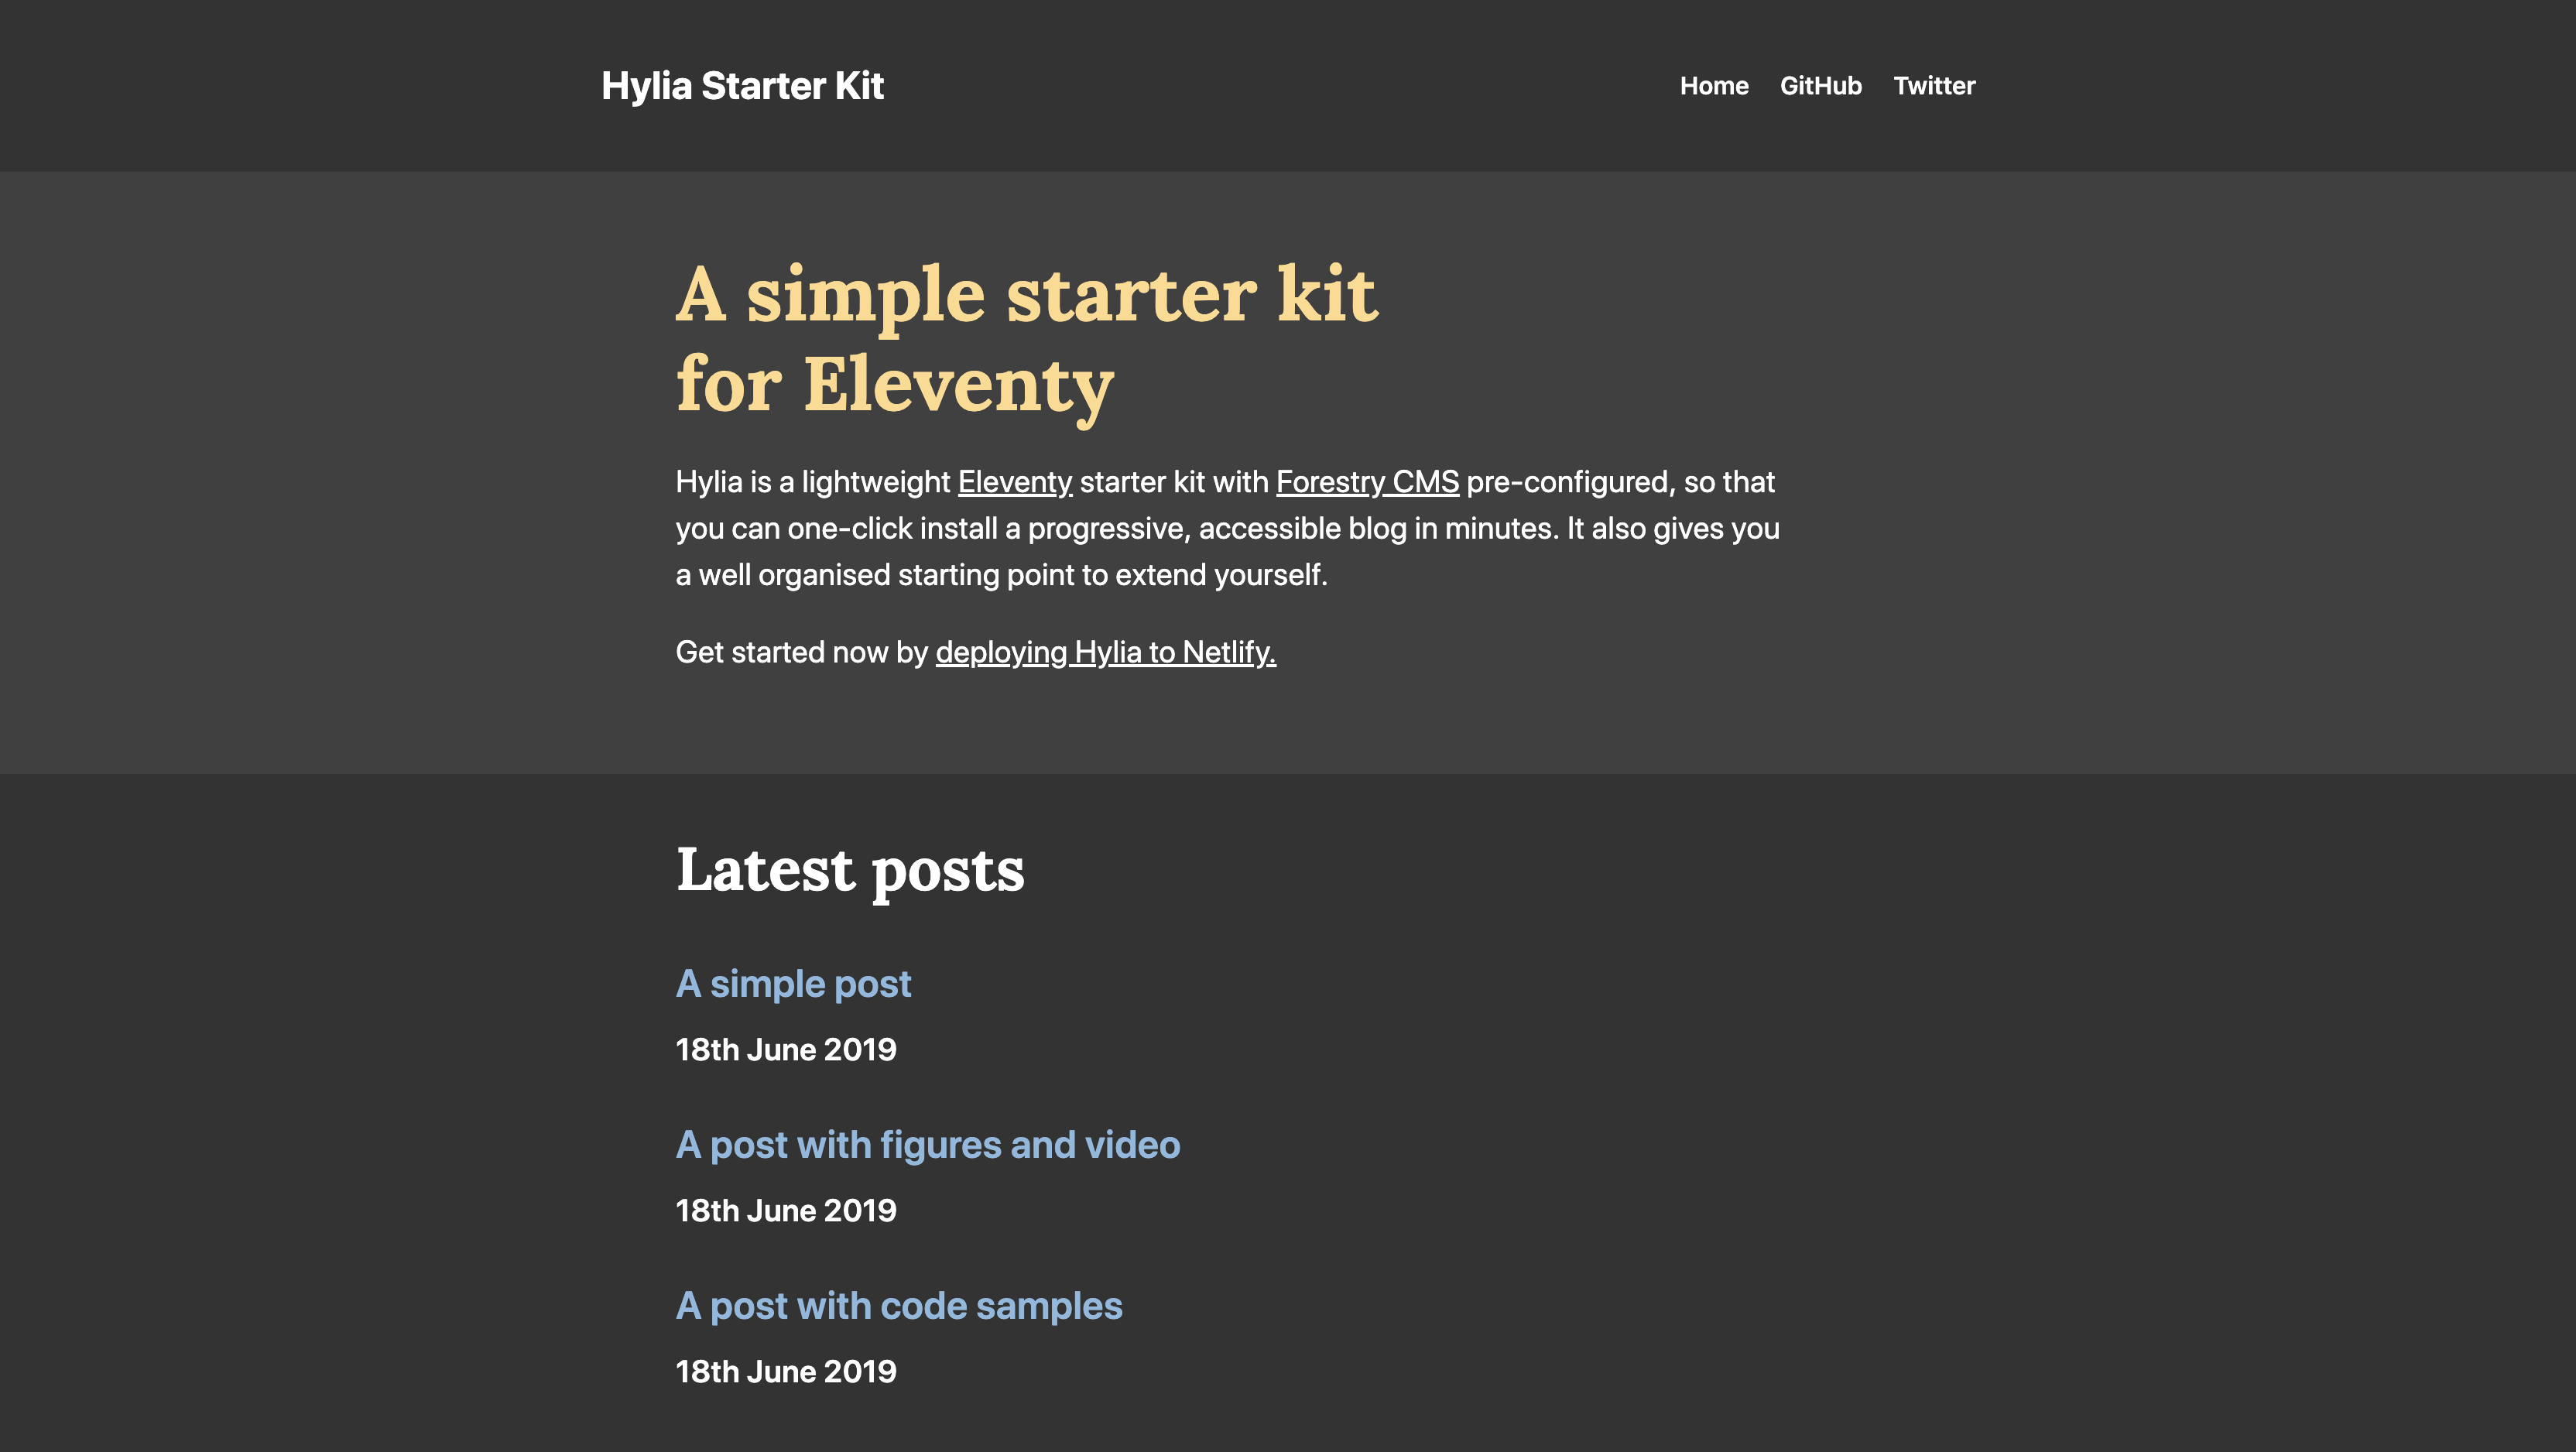 Hylia Starter Kit
Home GitHub Twitter
A simple starter kit
for Eleventy
Hylia is a lightweight Eleventy starter kit with Forestry CMS pre-configured, so that
you can one-click install a progressive, accessible blog in minutes. It also gives you
a well organised starting point to extend yourself.
Get started now by deploying Hylia to Netlify.
Latest posts
A simple post
18th June 2019
A post with figures and video
18th June 2019
A post with code samples
18th June 2019